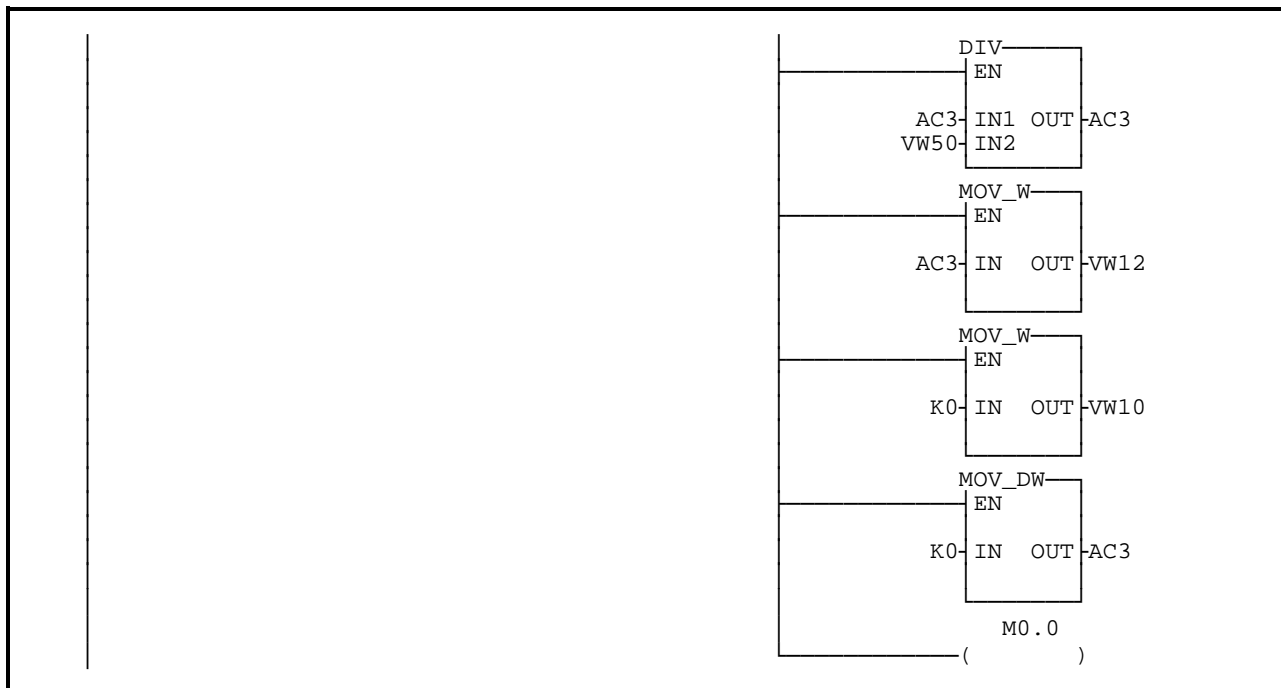 DIV
EN
AC3 IN1 OUT AC3
VW50 IN2
MOV_W
EN
AC3 IN OUT VW12
MOV_W
EN
K0 IN OUT VW10
MOV_DW
EN
K0 IN OUT AC3
M0.0
( )